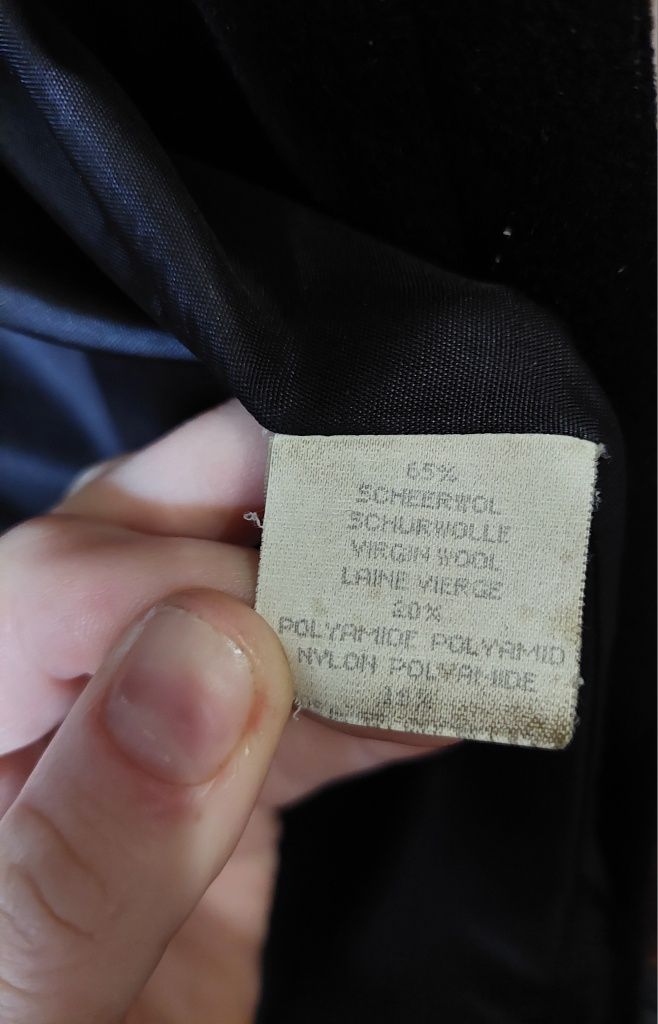 65%
SCHEERWOL
SCHURWOLLE
VIRGIN WOOL
LAINE VIERGE
20%
POLYAMIDE POLYAMID
NYLON POLYAMIDE